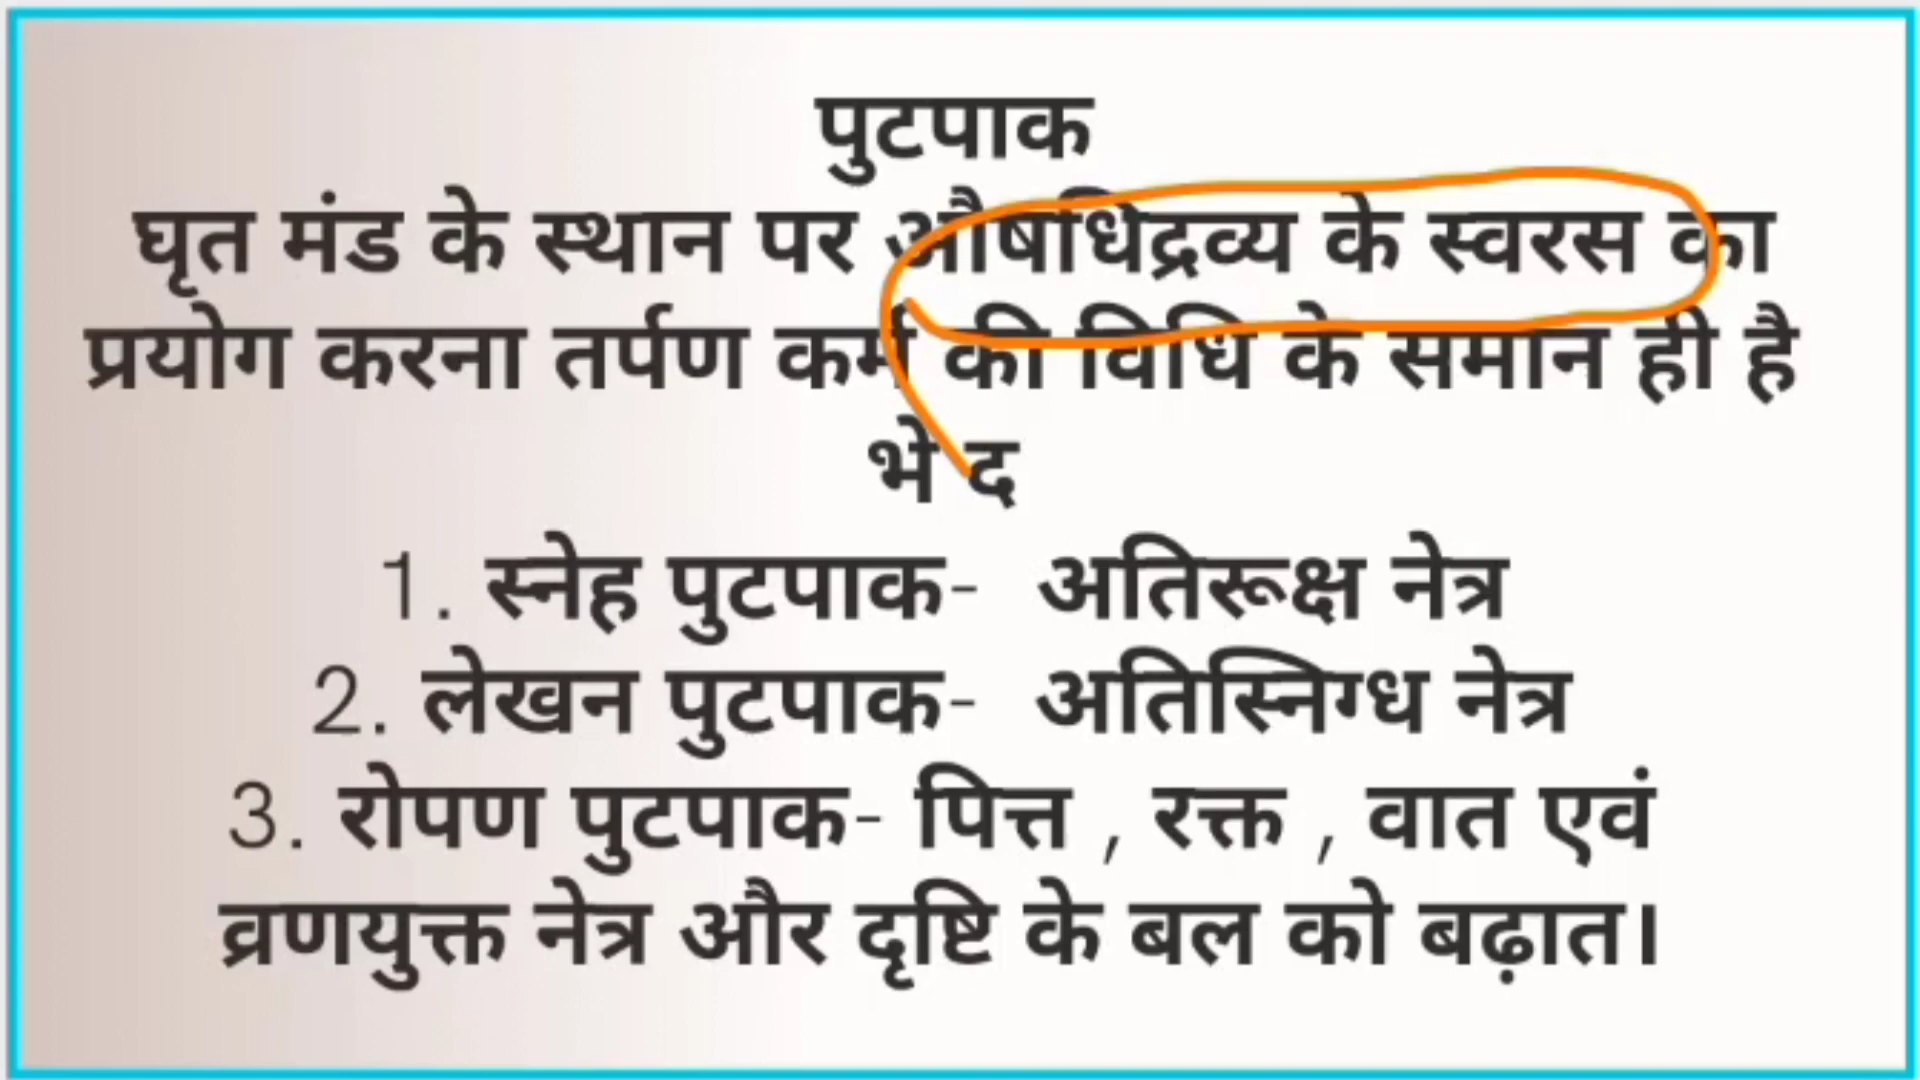 पुटपाक
घृत मंड के स्थान पर औषधिद्रव्य के स्वरस का
प्रयोग करना तर्पण कर्म की विधि के समान ही है
भे द
1. स्नेह पुटपाक- अतिरूक्ष नेत्र
2. लेखन पुटपाक- अतिस्निग्ध नेत्र
3. रोपण पुटपाक- पित्त , रक्त , वात एवं
व्रणयुक्त नेत्र और दृष्टि के बल को बढ़ात।